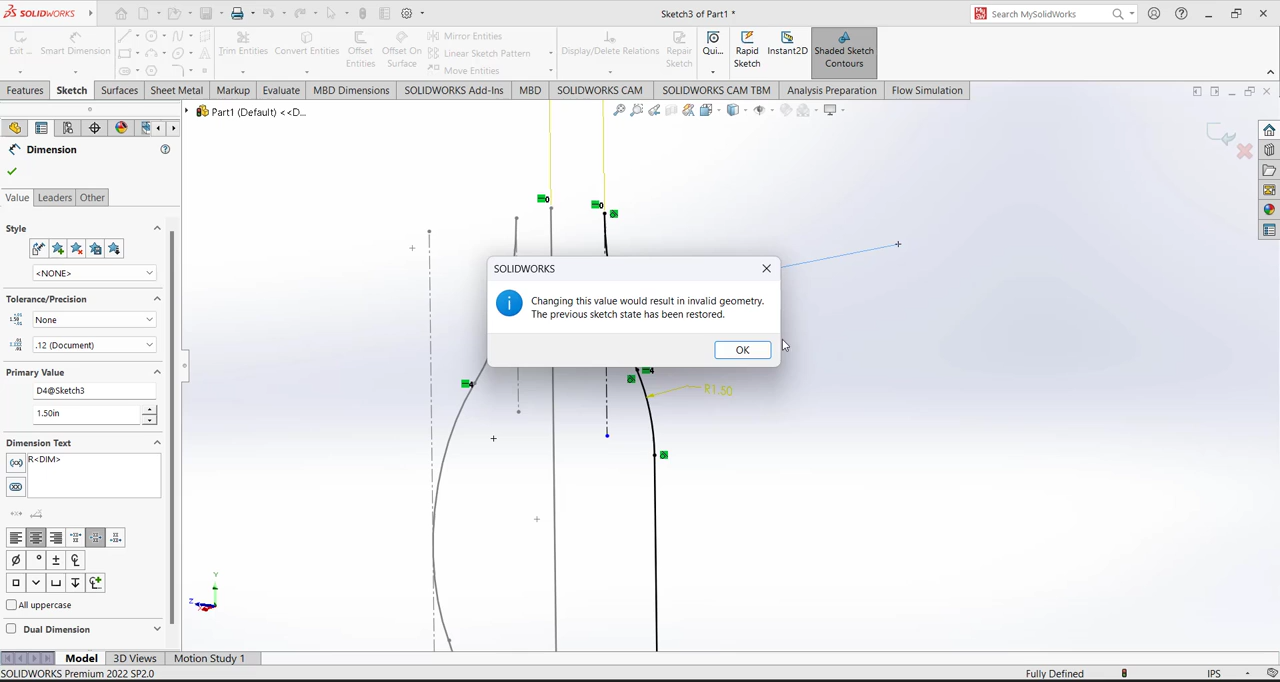 SOLIDWORKS
Sketch3 of Part1 *
Search MySolidWorks
Exit ...
Smart Dimension
Trim Entities
Convert Entities
Offset
Entities
Offset On
Surface
Mirror Entities
Linear Sketch Pattern
Move Entities
Display/Delete Relations
Repair
Sketch
Qui...
Rapid
Sketch
Instant2D
Shaded Sketch
Contours
Features
Sketch
Surfaces
Sheet Metal
Markup
Evaluate
MBD Dimensions
SOLIDWORKS Add-Ins
MBD
SOLIDWORKS CAM
SOLIDWORKS CAM TBM
Analysis Preparation
Flow Simulation
Part1 (Default) <<D...
Dimension
Value
Leaders
Other
Style
<NONE>
Tolerance/Precision
None
.12 (Document)
Primary Value
D4@Sketch3
1.50in
Dimension Text
R<DIM>
All uppercase
Dual Dimension
0
0
4
4
SOLIDWORKS
Changing this value would result in invalid geometry.
The previous sketch state has been restored.
OK
R1.50
Y
Z
Model
3D Views
Motion Study 1
SOLIDWORKS Premium 2022 SP2.0
Fully Defined
IPS